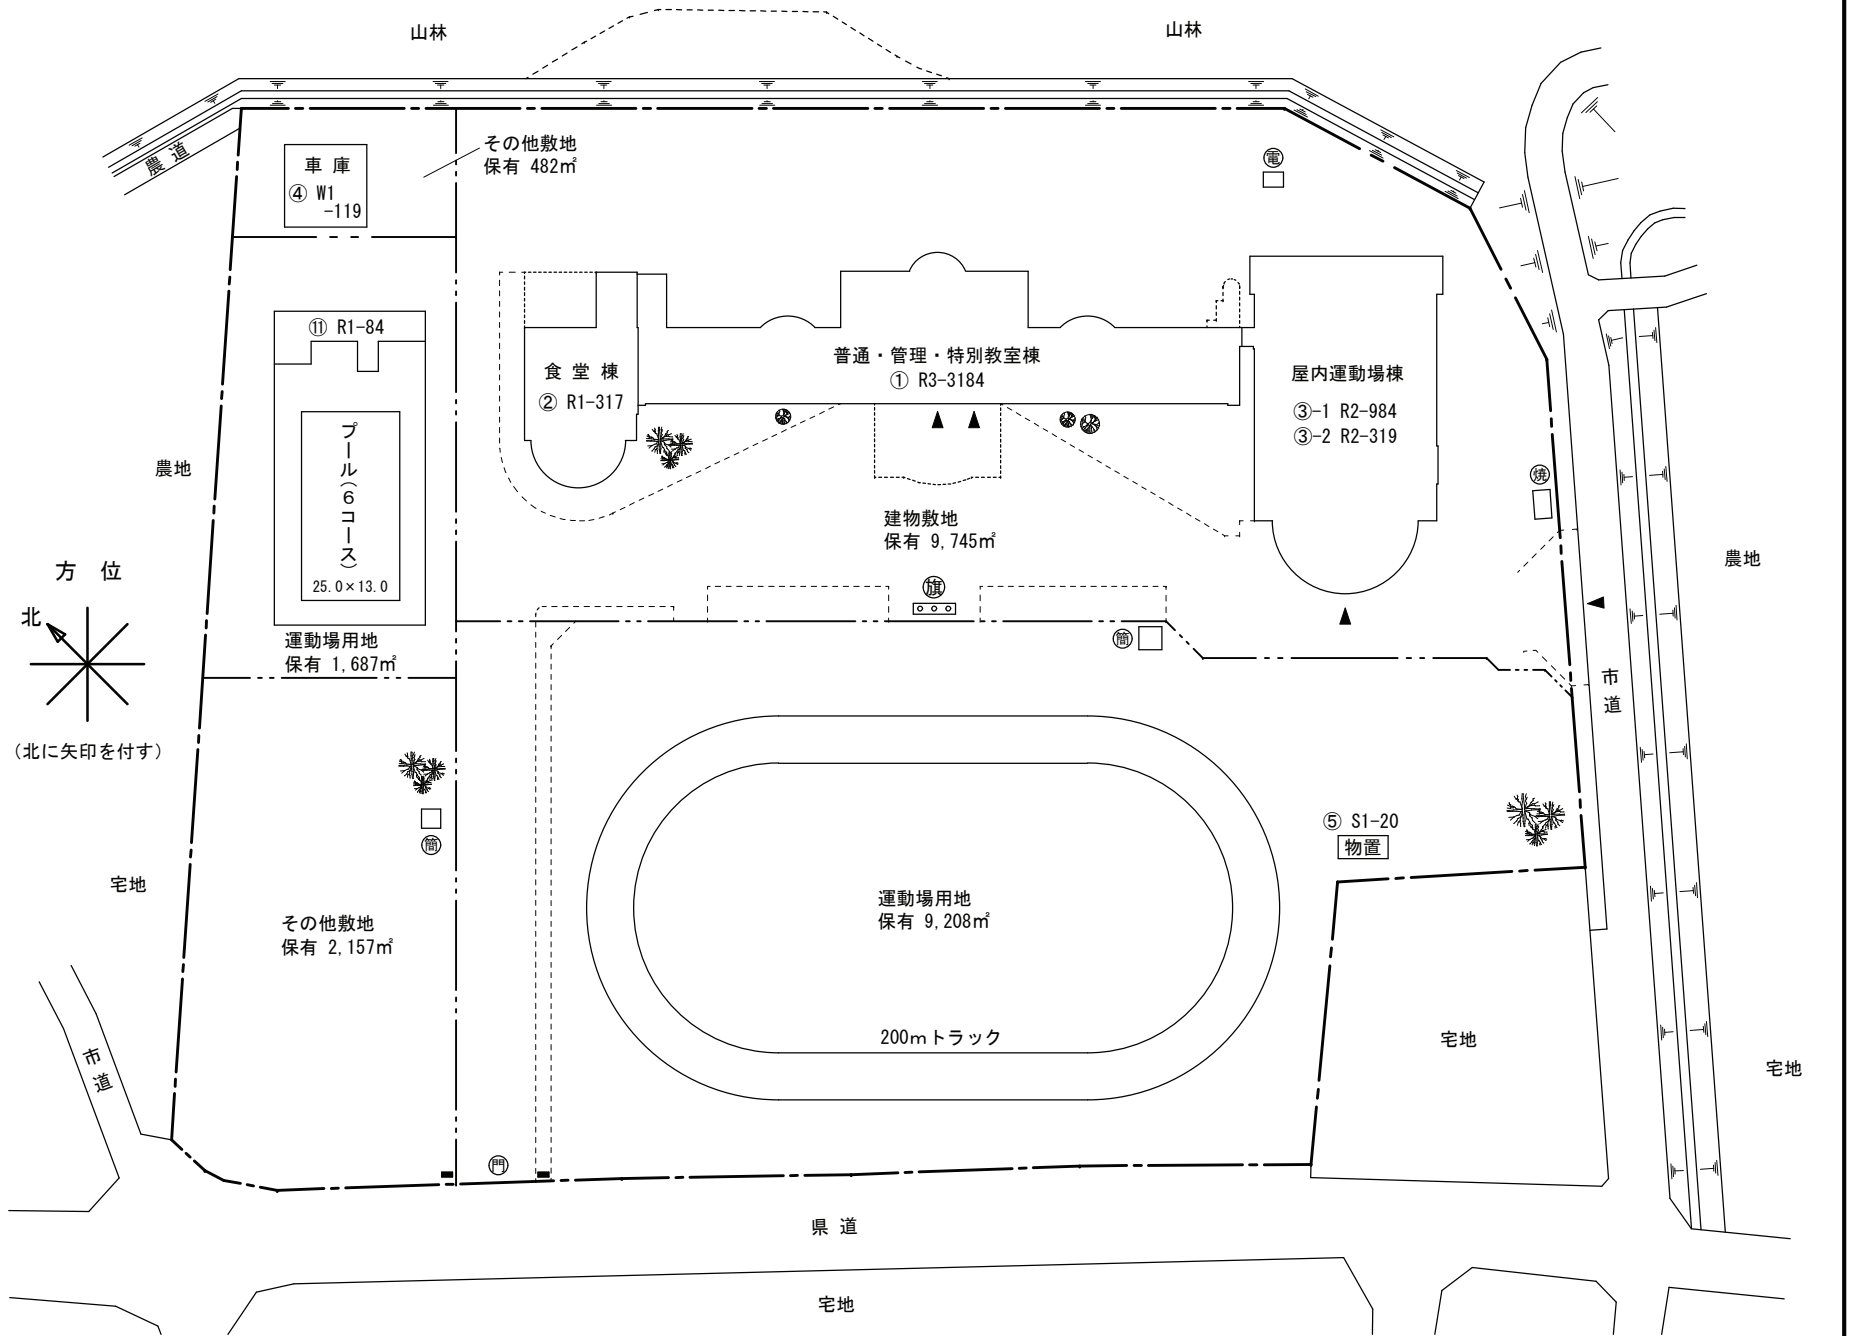 山林
山林
その他敷地
保有 482㎡
農道
車 庫
④ W1
-119
電
⑪ R1-84
プール(6コース)
25.0×13.0
食 堂 棟
② R1-317
普通・管理・特別教室棟
① R3-3184
屋内運動場棟
③-1 R2-984
③-2 R2-319
焼
農地
農地
建物敷地
保有 9,745㎡
旗
簡
方 位
北
(北に矢印を付す)
運動場用地
保有 1,687㎡
市道
簡
⑤ S1-20
物置
宅地
その他敷地
保有 2,157㎡
運動場用地
保有 9,208㎡
200mトラック
宅地
宅地
市道
門
県 道
宅地